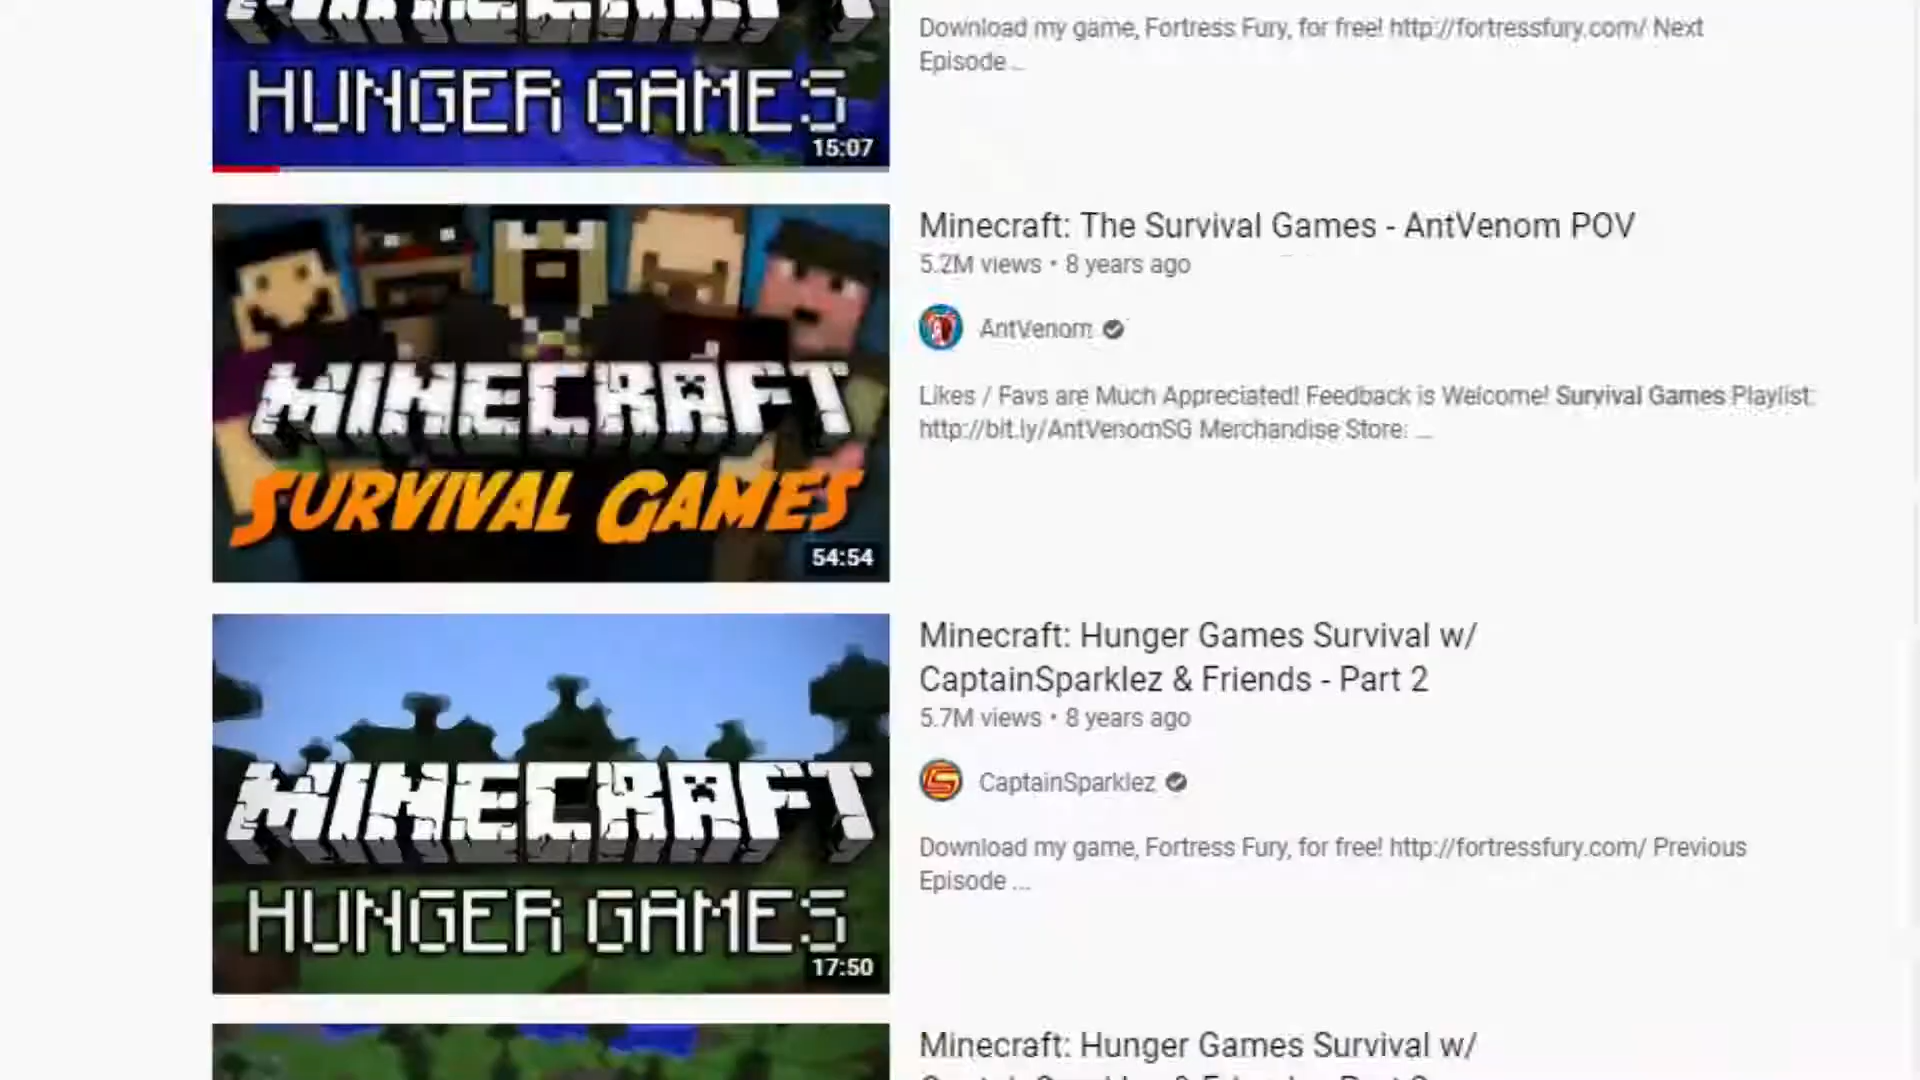 MINECRAFT
HUNGER GAMES
15:07
Download my game, Fortress Fury, for free! http://fortressfury.com/ Next
Episode ...
MINECRAFT
SURVIVAL GAMES
54:54
Minecraft: The Survival Games - AntVenom POV
5.2M views • 8 years ago
AntVenom
Likes / Favs are Much Appreciated! Feedback is Welcome! Survival Games Playlist:
http://bit.ly/AntVenomSG Merchandise Store: ...
MINECRAFT
HUNGER GAMES
17:50
Minecraft: Hunger Games Survival w/
CaptainSparklez & Friends - Part 2
5.7M views • 8 years ago
CaptainSparklez
Download my game, Fortress Fury, for free! http://fortressfury.com/ Previous
Episode ...
Minecraft: Hunger Games Survival w/